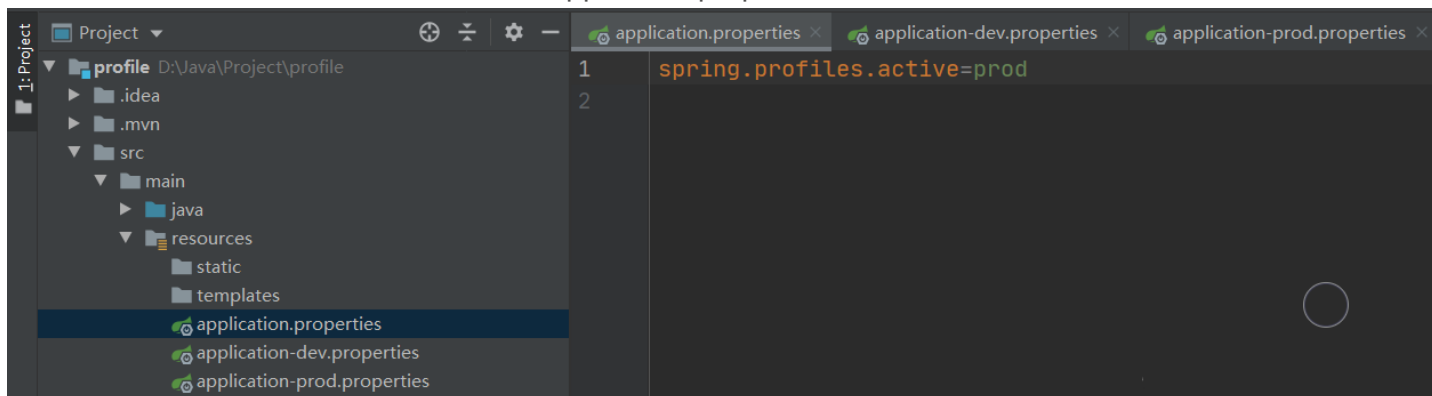 1: Project
Project
profile D:\Java\Project\profile
.idea
.mvn
src
main
java
resources
static
templates
application.properties
application-dev.properties
application-prod.properties
application.properties application-dev.properties application-prod.properties
1 spring.profiles.active=prod
2